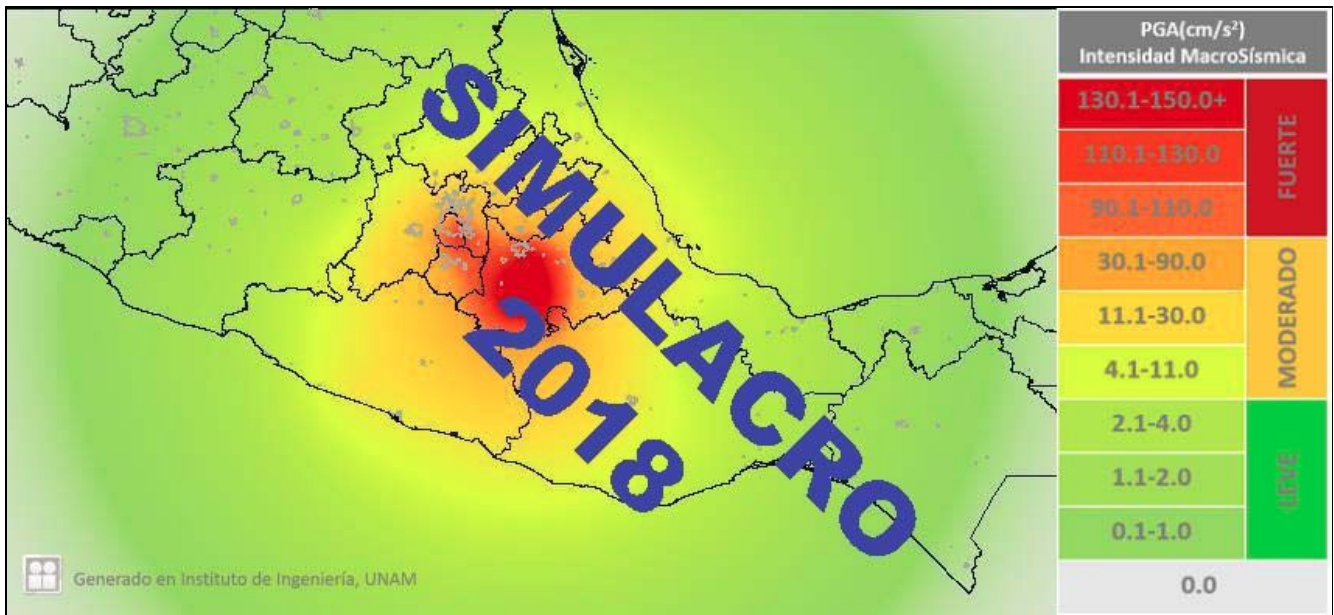 SIMULACRO
2018
Generado en Instituto de Ingeniería, UNAM
PGA(cm/s²)
Intensidad MacroSísmica
130.1-150.0+
110.1-130.0
90.1-110.0
FUERTE
30.1-90.0
11.1-30.0
4.1-11.0
MODERADO
2.1-4.0
1.1-2.0
0.1-1.0
LEVE
0.0